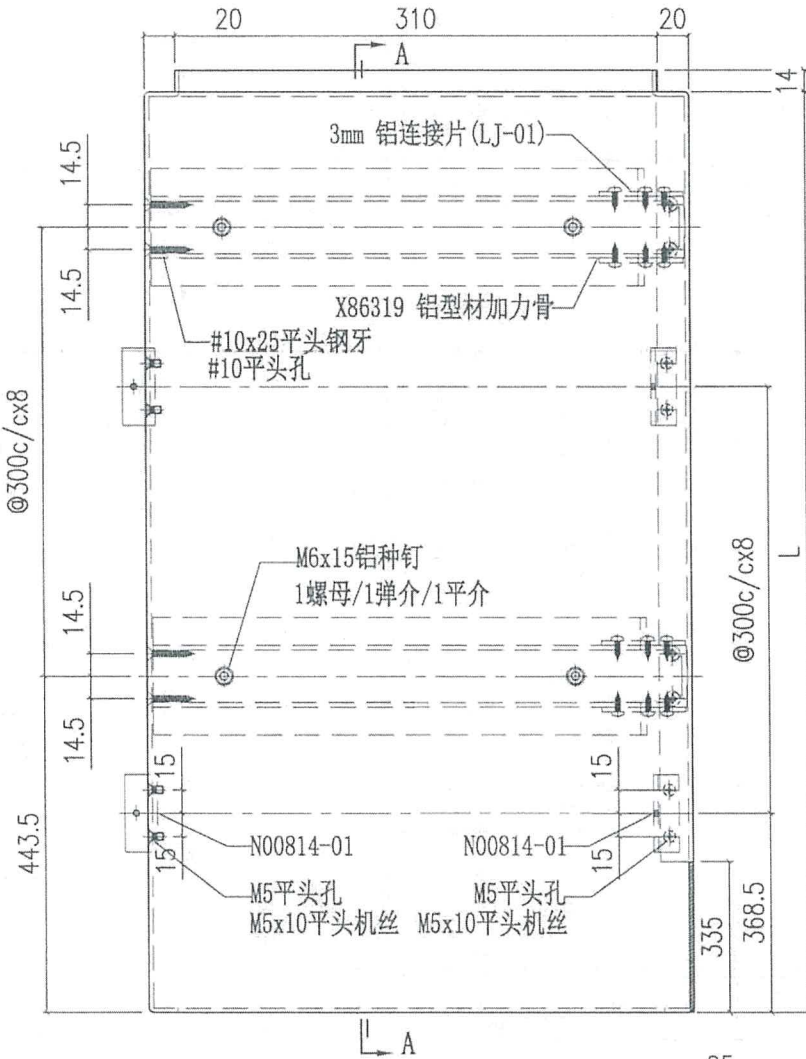 20 310 20
A
14
3mm 铝连接片(LJ-01)
14.5
14.5
X86319 铝型材加力骨
#10x25平头钢牙
#10平头孔
@300c/cx8
L
M6x15铝种钉
1螺母/1弹介/1平介
@300c/cx8
14.5
14.5
15
15
15
15
443.5
N00814-01
N00814-01
M5平头孔
M5x10平头机丝
M5平头孔
M5x10平头机丝
335
368.5
A